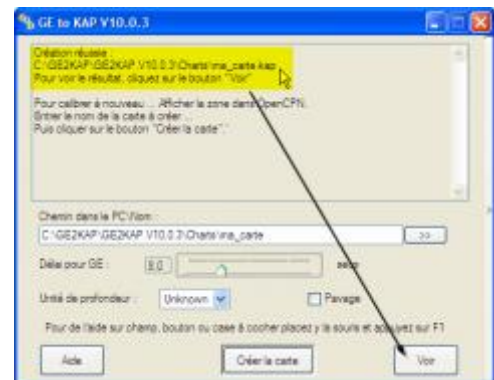 GE to KAP V10.0.3
Création réussie :
C:\GE2KAP\GE2KAP V10.0.3\Charts\ma_carte.kap
Pour voir le résultat, cliquez sur le bouton "Voir"
Pour calibrer à nouveau ... Afficher la zone dans OpenCPN.
Entrer le nom de la carte à créer ...
Puis cliquer sur le bouton "Créer la carte"."
Chemin dans le PC\Nom :
C:\GE2KAP\GE2KAP V10.0.3\Charts\ma_carte
>>
Délai pour GE :
8.0
Unité de profondeur :
Unknown
Pavage
Pour de l'aide sur champ, bouton ou case à cocher placez y la souris et appuyez sur F1
Aide
Créer la carte
Voir